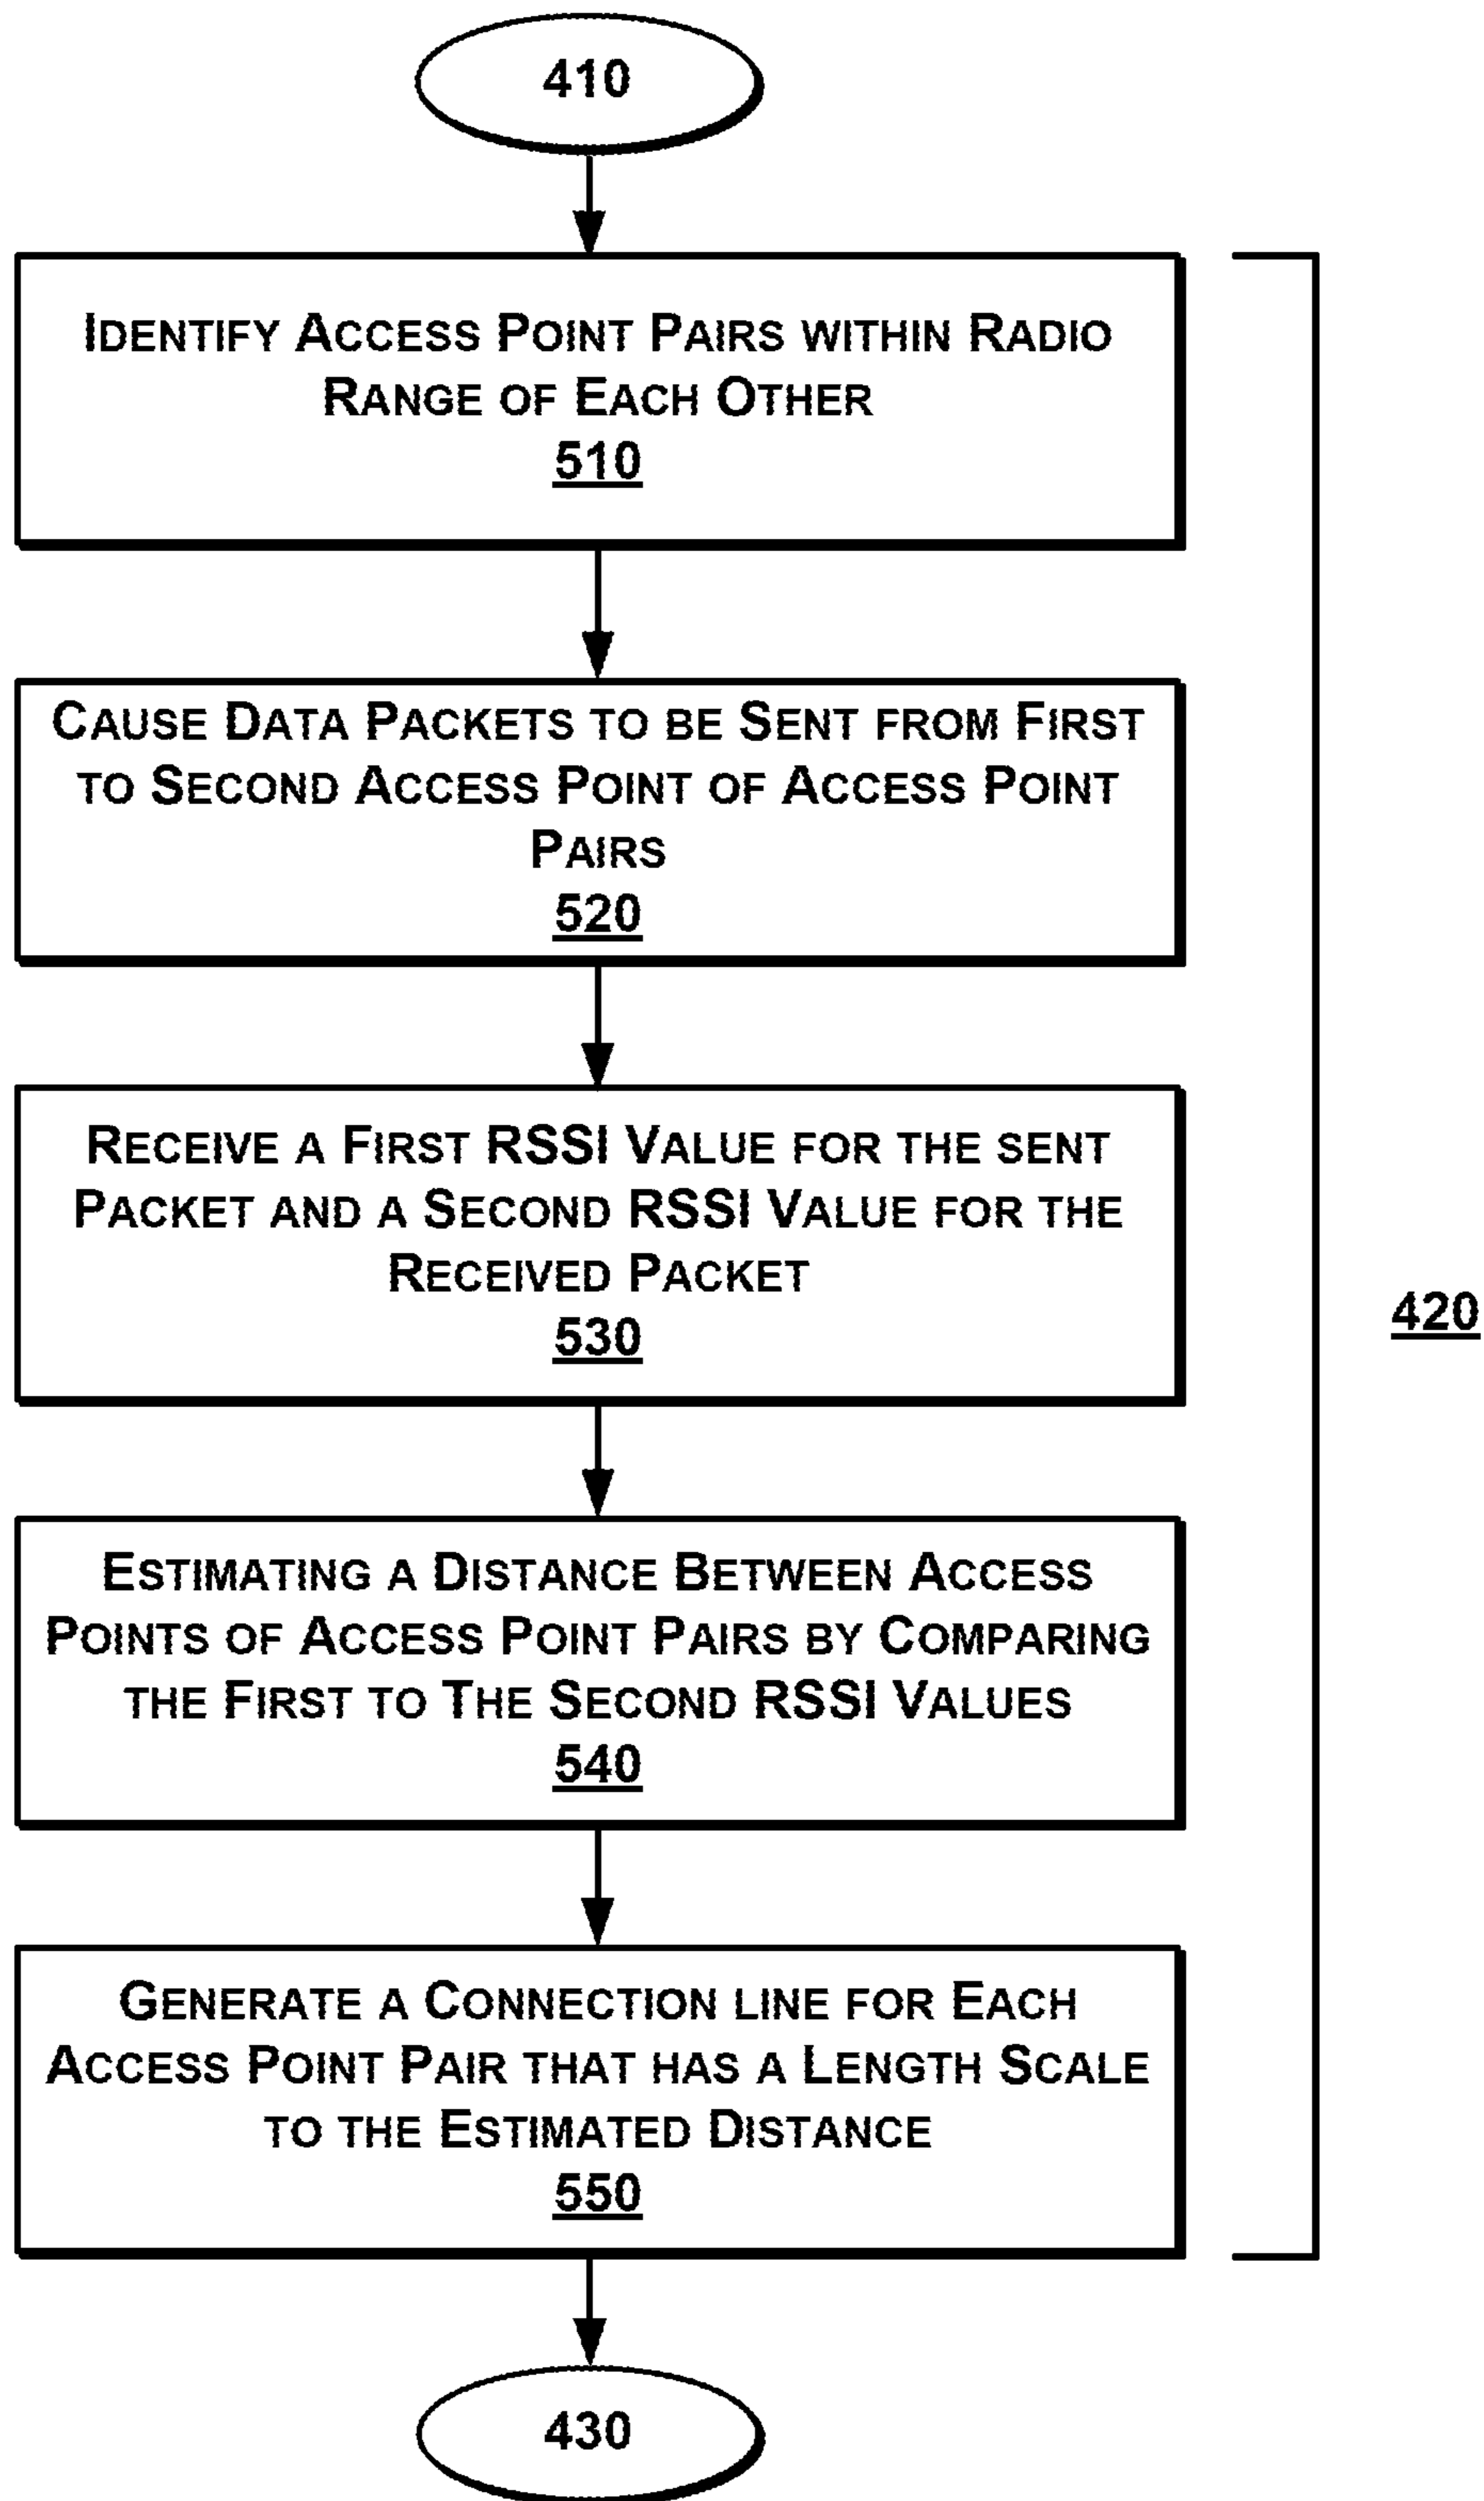 410
Identify Access Point Pairs within Radio
Range of Each Other
510
Cause Data Packets to be Sent from First
to Second Access Point of Access Point
Pairs
520
Receive a First RSSI Value for the sent
Packet and a Second RSSI Value for the
Received Packet
530
420
Estimating a Distance Between Access
Points of Access Point Pairs by Comparing
the First to The Second RSSI Values
540
Generate a Connection line for Each
Access Point Pair that has a Length Scale
to the Estimated Distance
550
430